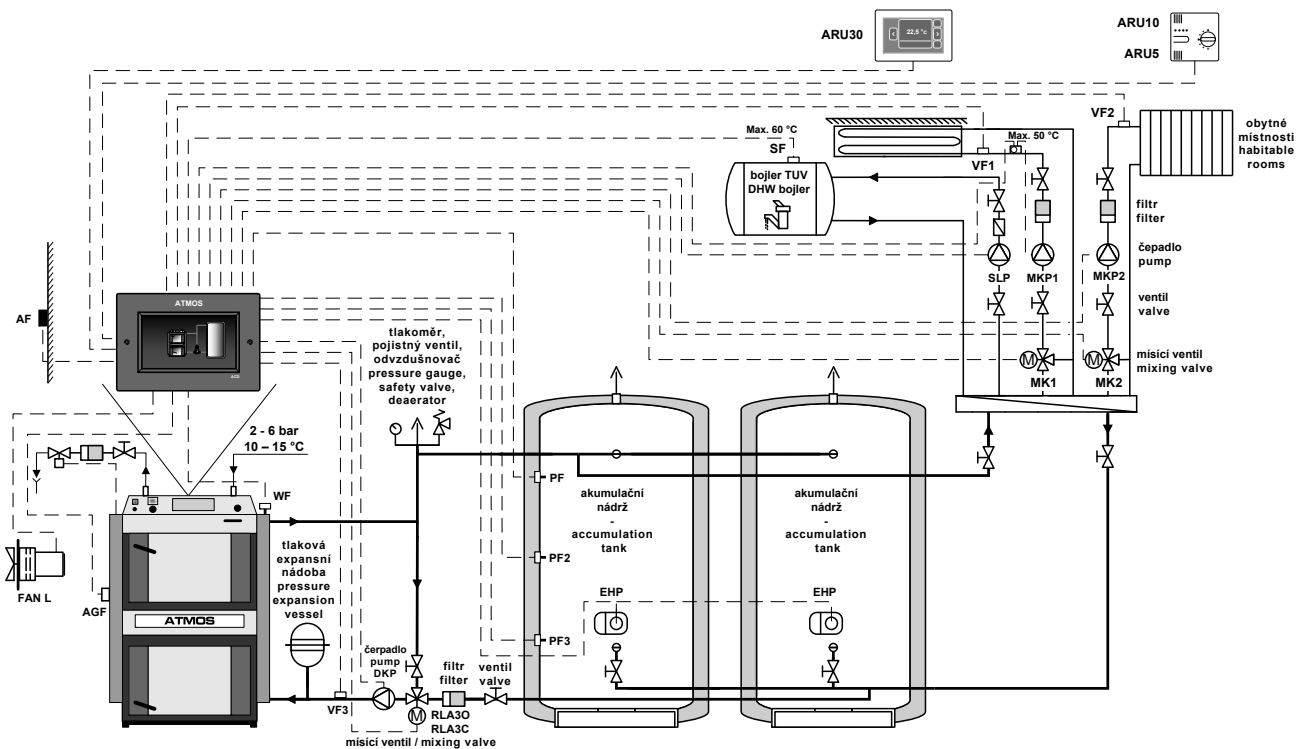 ARU30
22,5 °c
ARU10
ARU5
VF2
obytné
místnosti
habitable
rooms
Max. 60 °C
SF
Max. 50 °C
VF1
bojler TUV
DHW bojler
filtr
filter
čepadlo
pump
SLP
MKP1
MKP2
ventil
valve
AF
ATMOS
ACD
tlakoměr,
pojistný ventil,
odvzdušnovač
pressure gauge,
safety valve,
deaerator
M
M
mísící ventil
mixing valve
MK1
MK2
2 - 6 bar
10 – 15 °C
WF
PF
akumulační
nádrž
-
accumulation
tank
akumulační
nádrž
-
accumulation
tank
tlaková
expansní
nádoba
pressure
expansion
vessel
PF2
FAN L
AGF
ATMOS
EHP
EHP
PF3
čerpadlo
pump
DKP
filtr
filter
ventil
valve
VF3
M
RLA3O
RLA3C
mísící ventil / mixing valve